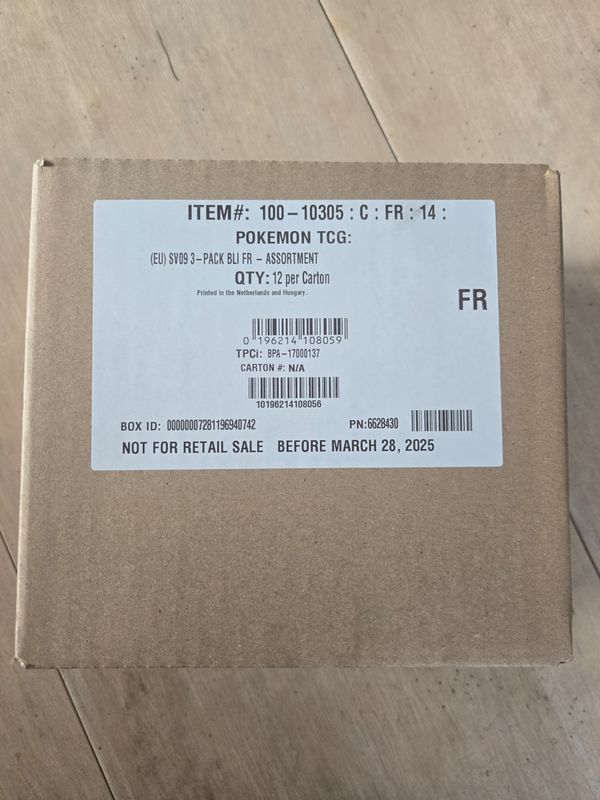 ITEM#: 100-10305 : C : FR : 14 :
POKEMON TCG:
(EU) SV09 3-PACK BLI FR - ASSORTMENT
QTY: 12 per Carton
Printed in the Netherlands and Hungary.
FR
0 196214 108059
TPCi: BPA-17000137
CARTON #: N/A
10196214108056
BOX ID: 00000007281196940742 PN:6628430
NOT FOR RETAIL SALE BEFORE MARCH 28, 2025